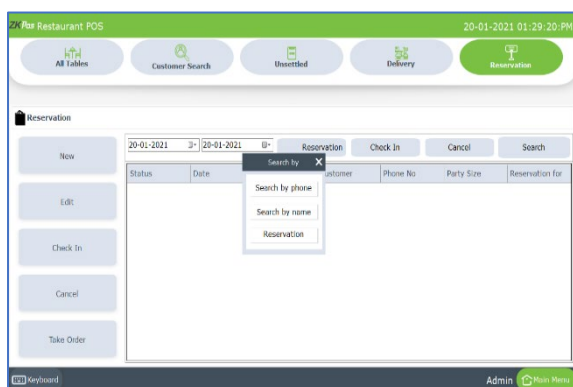 ZKPos Restaurant POS 20-01-2021 01:29:20:PM
All Tables Customer Search Unsettled Delivery Reservation
Reservation
New
Edit
Check In
Cancel
Take Order
20-01-2021 20-01-2021 Reservation Check In Cancel Search
Status Date Customer Phone No Party Size Reservation for
Search by X
Search by phone
Search by name
Reservation
Keyboard Admin Main Menu